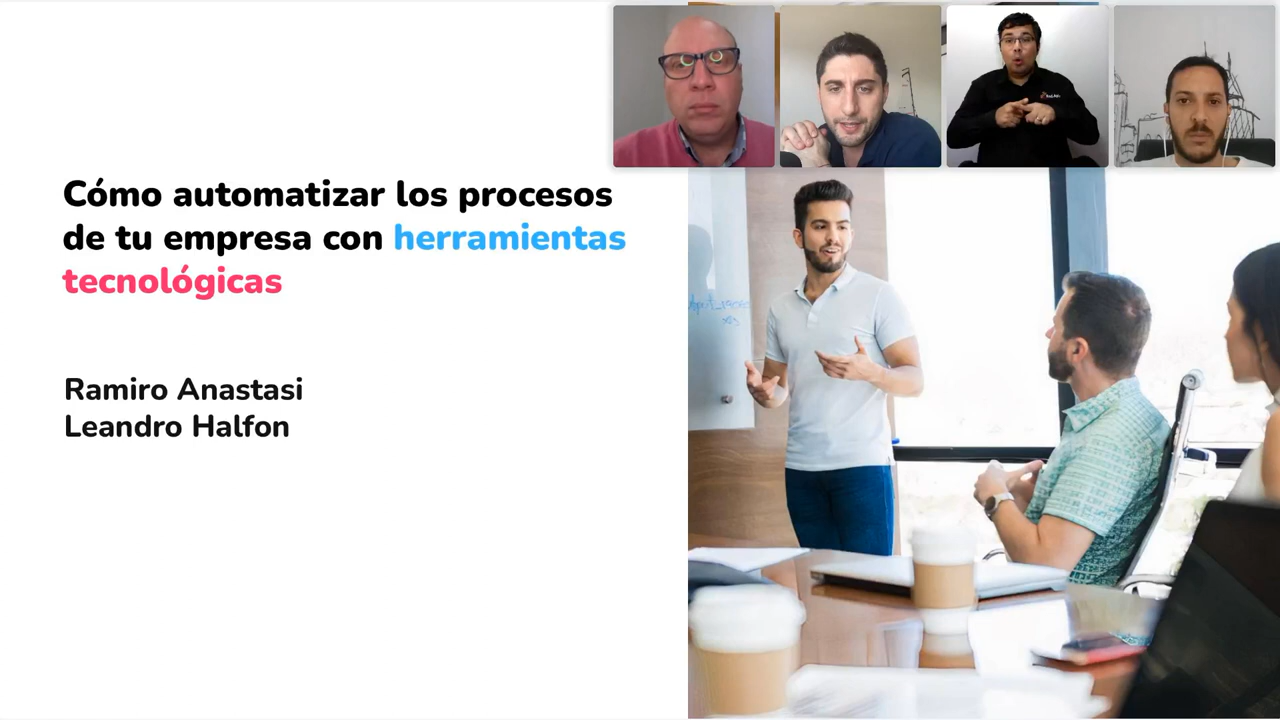 Cómo automatizar los procesos
de tu empresa con herramientas
tecnológicas
Ramiro Anastasi
Leandro Halfon